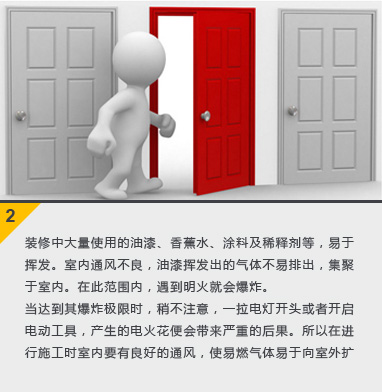 2
装修中大量使用的油漆、香蕉水、涂料及稀释剂等，易于
挥发。室内通风不良，油漆挥发出的气体不易排出，集聚
于室内。在此范围内，遇到明火就会爆炸。
当达到其爆炸极限时，稍不注意，一拉电灯开头或者开启
电动工具，产生的电火花便会带来严重的后果。所以在进
行施工时室内要有良好的通风，使易燃气体易于向室外扩